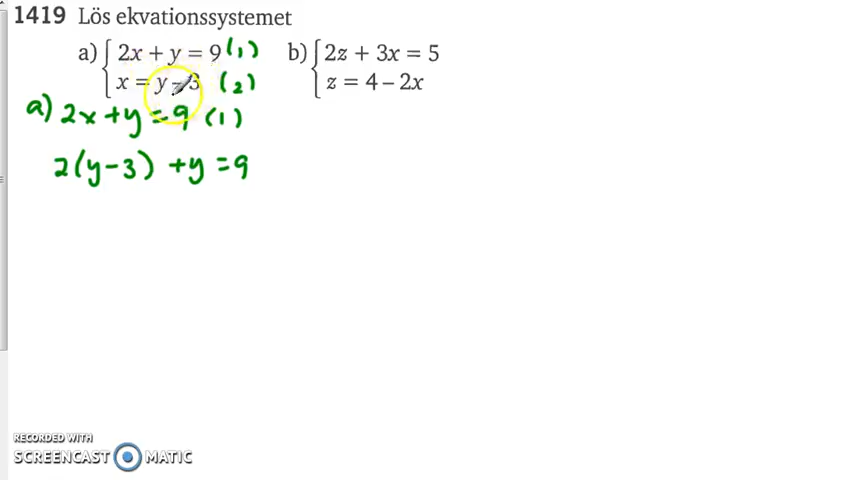 1419 Lös ekvationssystemet
a) { 2x + y = 9 (1)
x = y – 3 (2)
b) { 2z + 3x = 5
z = 4 – 2x
a) 2x + y = 9 (1)
2(y – 3) + y = 9
RECORDED WITH
SCREENCAST MATIC